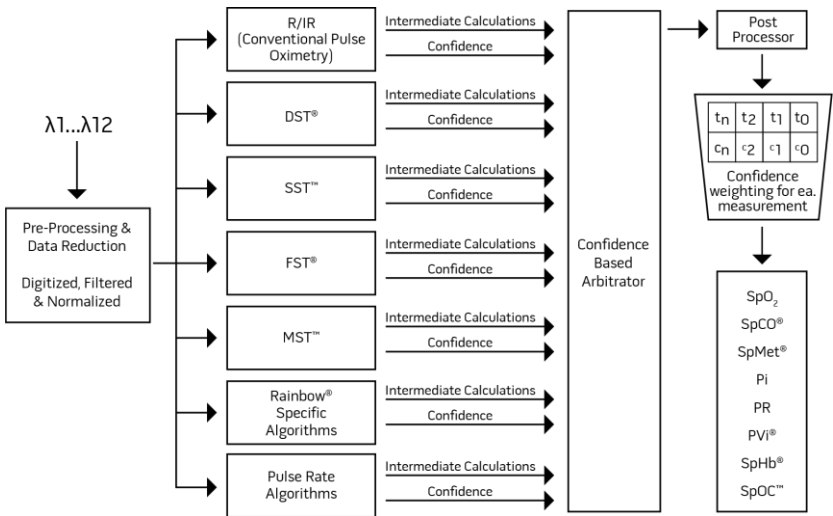 λ1...λ12
Pre-Processing &
Data Reduction
Digitized, Filtered
& Normalized
R/IR
(Conventional Pulse
Oximetry)
Intermediate Calculations
Confidence
DST®
Intermediate Calculations
Confidence
SST™
Intermediate Calculations
Confidence
FST®
Intermediate Calculations
Confidence
MST™
Intermediate Calculations
Confidence
Rainbow®
Specific
Algorithms
Intermediate Calculations
Confidence
Pulse Rate
Algorithms
Intermediate Calculations
Confidence
Confidence
Based
Arbitrator
Post
Processor
tn t2 t1 t0
cn c2 c1 c0
Confidence
weighting for ea.
measurement
SpO₂
SpCO®
SpMet®
Pi
PR
PVi®
SpHb®
SpOC™